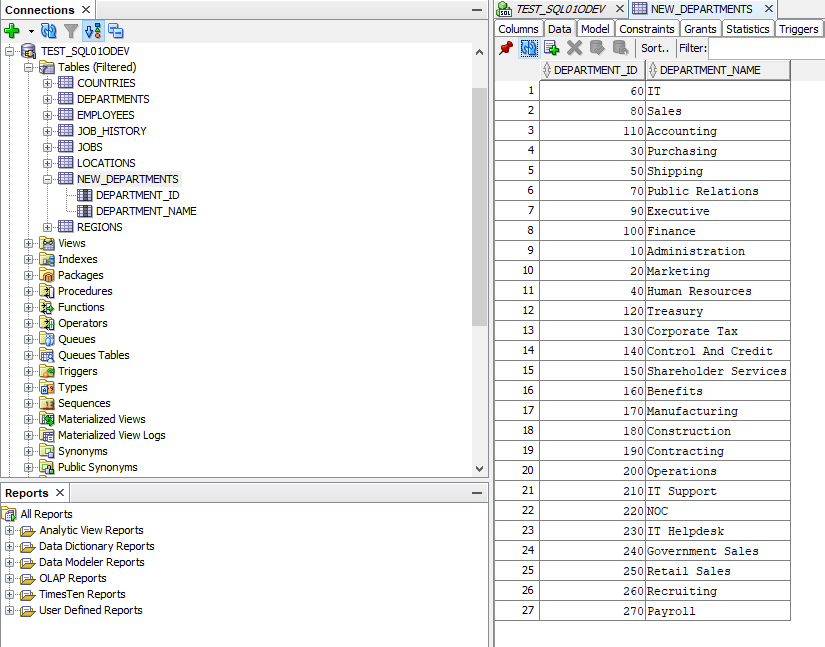 Connections
TEST_SQL01ODEV
Tables (Filtered)
COUNTRIES
DEPARTMENTS
EMPLOYEES
JOB_HISTORY
JOBS
LOCATIONS
NEW_DEPARTMENTS
DEPARTMENT_ID
DEPARTMENT_NAME
REGIONS
Views
Indexes
Packages
Procedures
Functions
Operators
Queues
Queues Tables
Triggers
Types
Sequences
Materialized Views
Materialized View Logs
Synonyms
Public Synonyms
Reports
All Reports
Analytic View Reports
Data Dictionary Reports
Data Modeler Reports
OLAP Reports
TimesTen Reports
User Defined Reports
SQL TEST_SQL01ODEV NEW_DEPARTMENTS
Columns Data Model Constraints Grants Statistics Triggers
Sort.. Filter:
DEPARTMENT_ID DEPARTMENT_NAME
1 60 IT
2 80 Sales
3 110 Accounting
4 30 Purchasing
5 50 Shipping
6 70 Public Relations
7 90 Executive
8 100 Finance
9 10 Administration
10 20 Marketing
11 40 Human Resources
12 120 Treasury
13 130 Corporate Tax
14 140 Control And Credit
15 150 Shareholder Services
16 160 Benefits
17 170 Manufacturing
18 180 Construction
19 190 Contracting
20 200 Operations
21 210 IT Support
22 220 NOC
23 230 IT Helpdesk
24 240 Government Sales
25 250 Retail Sales
26 260 Recruiting
27 270 Payroll